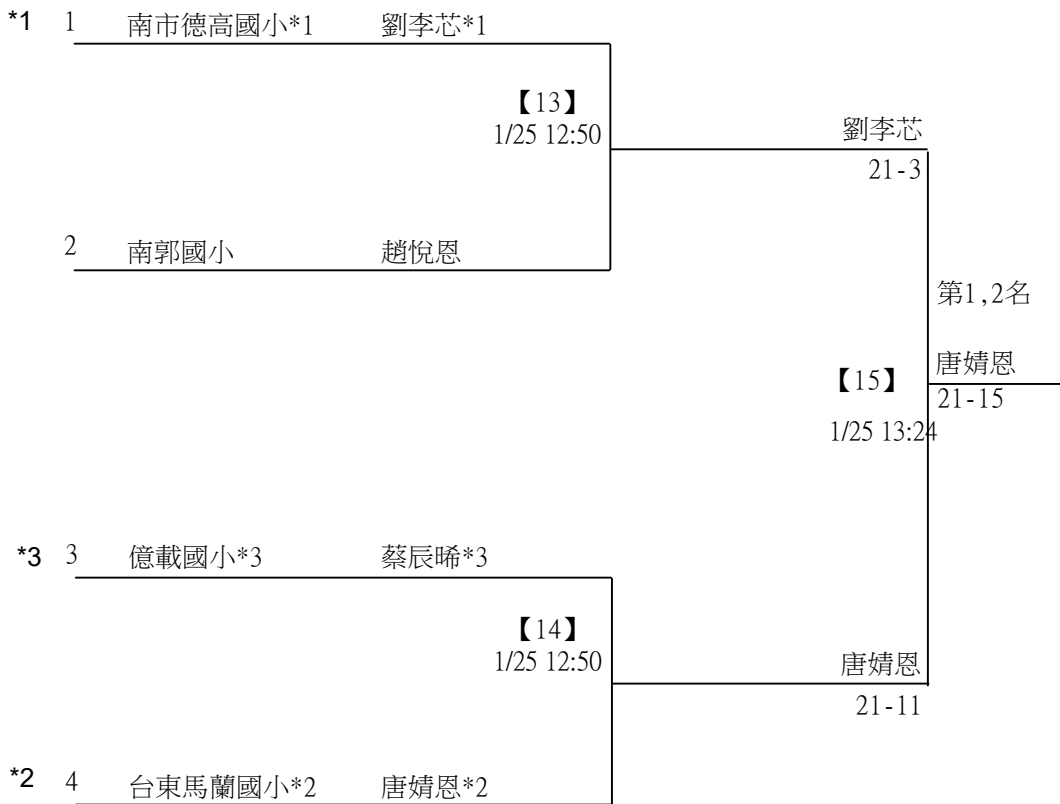 *1 1 南市德高國小*1 劉李芯*1
【13】
1/25 12:50
劉李芯
21-3
2 南郭國小 趙悅恩
第1,2名
【15】
唐婧恩
21-15
1/25 13:24
*3 3 億載國小*3 蔡辰晞*3
【14】
1/25 12:50
唐婧恩
21-11
*2 4 台東馬蘭國小*2 唐婧恩*2